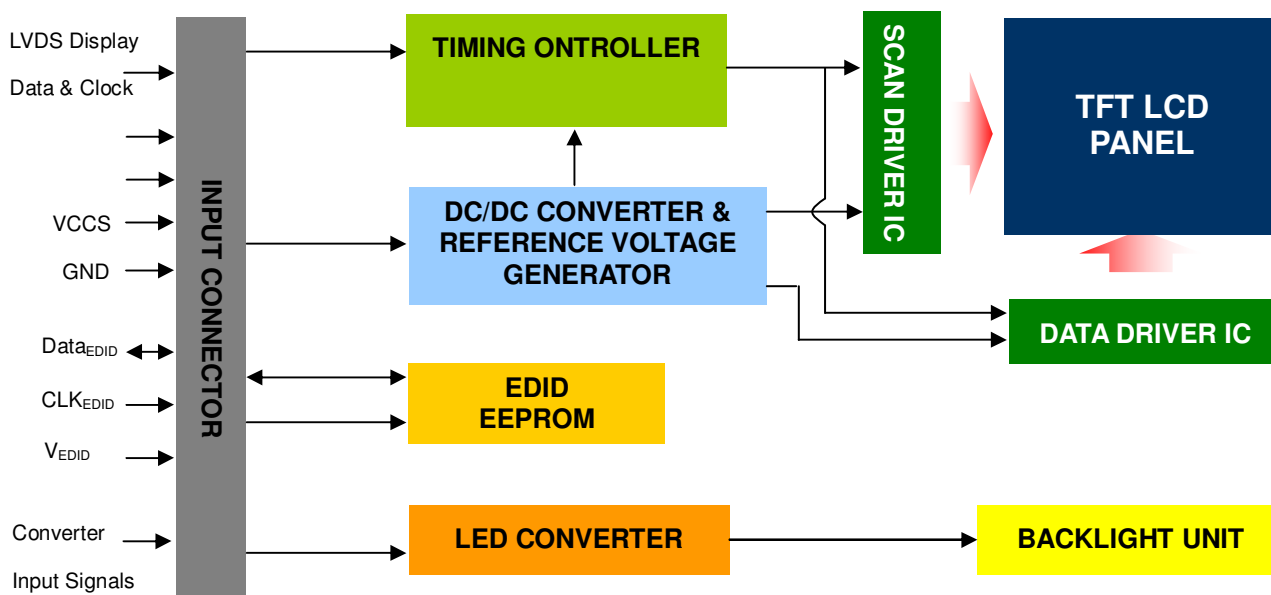 LVDS Display
Data & Clock
VCCS
GND
DataEDID
CLKEDID
VEDID
Converter
Input Signals
INPUT CONNECTOR
TIMING ONTROLLER
DC/DC CONVERTER &
REFERENCE VOLTAGE
GENERATOR
EDID
EEPROM
LED CONVERTER
SCAN DRIVER IC
TFT LCD
PANEL
DATA DRIVER IC
BACKLIGHT UNIT